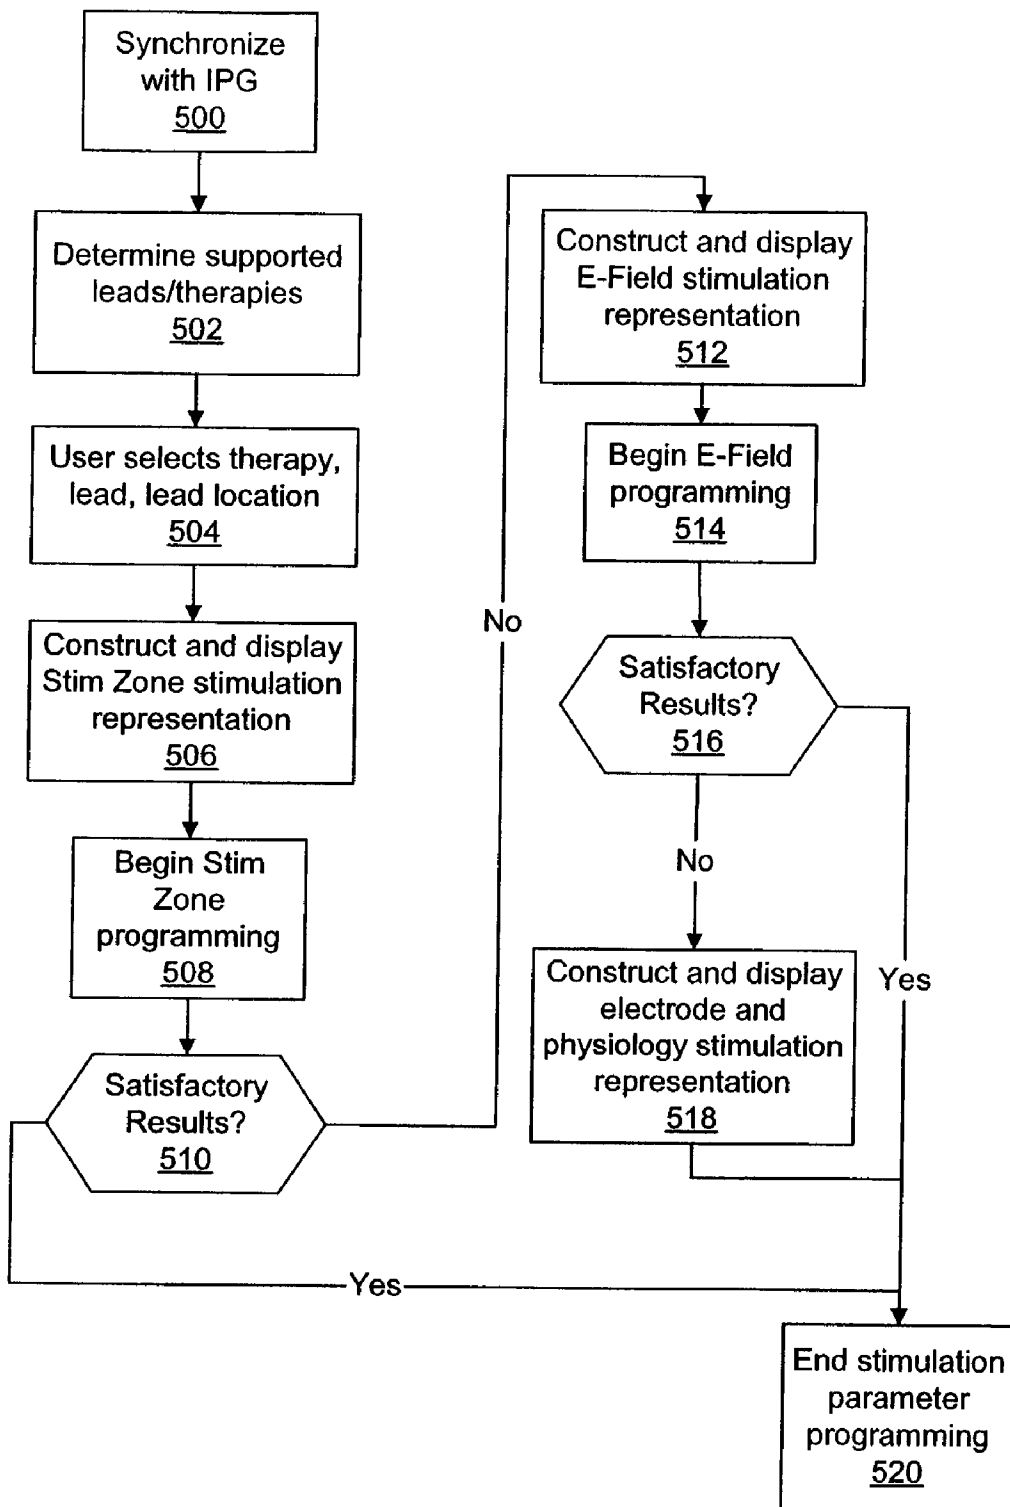 Synchronize
with IPG
500
Determine supported
leads/therapies
502
User selects therapy,
lead, lead location
504
Construct and display
Stim Zone stimulation
representation
506
Begin Stim
Zone
programming
508
Satisfactory
Results?
510
No
Yes
Construct and display
E-Field stimulation
representation
512
Begin E-Field
programming
514
Satisfactory
Results?
516
No
Yes
Construct and display
electrode and
physiology stimulation
representation
518
End stimulation
parameter
programming
520